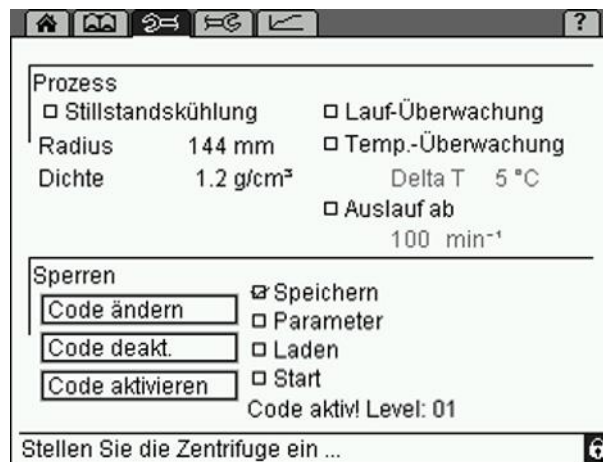 ?
Prozess
Stillstandskühlung
Radius 144 mm
Dichte 1.2 g/cm³
Lauf-Überwachung
Temp.-Überwachung
Delta T 5 °C
Auslauf ab
100 min⁻¹
Sperren
Code ändern
Code deakt.
Code aktivieren
Speichern
Parameter
Laden
Start
Code aktiv! Level: 01
Stellen Sie die Zentrifuge ein ...